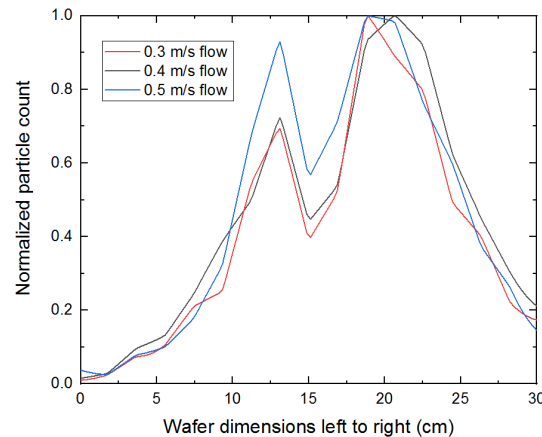 1.0
0.8
0.6
0.4
0.2
0.0
Normalized particle count
0.3 m/s flow
0.4 m/s flow
0.5 m/s flow
0 5 10 15 20 25 30
Wafer dimensions left to right (cm)